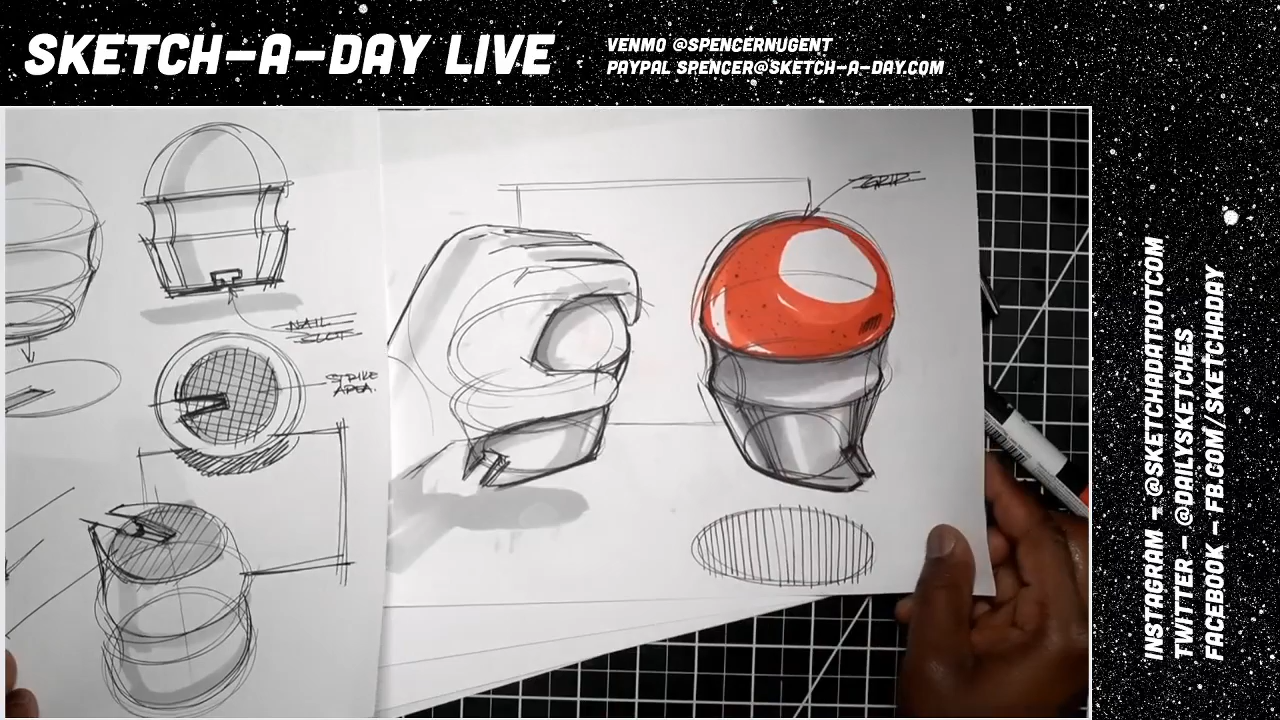 SKETCH-A-DAY LIVE
VENMO @SPENCERNUGENT
PAYPAL SPENCER@SKETCH-A-DAY.COM
GRIP.
NAIL
SLOT
STRIKE
AREA.
INSTAGRAM - @SKETCHADAYDOTCOM
TWITTER - @DAILYSKETCHES
FACEBOOK - FB.COM/SKETCHADAY